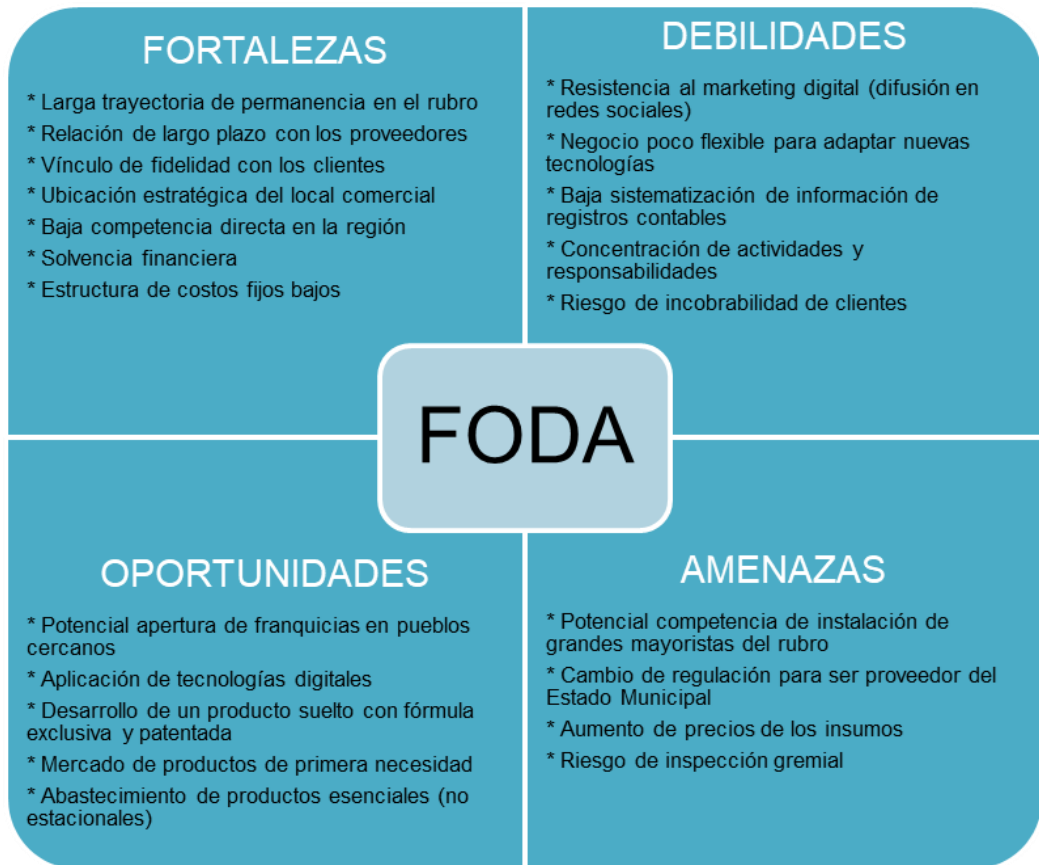 FORTALEZAS
* Larga trayectoria de permanencia en el rubro
* Relación de largo plazo con los proveedores
* Vínculo de fidelidad con los clientes
* Ubicación estratégica del local comercial
* Baja competencia directa en la región
* Solvencia financiera
* Estructura de costos fijos bajos
DEBILIDADES
* Resistencia al marketing digital (difusión en
redes sociales)
* Negocio poco flexible para adaptar nuevas
tecnologías
* Baja sistematización de información de
registros contables
* Concentración de actividades y
responsabilidades
* Riesgo de incobrabilidad de clientes
FODA
OPORTUNIDADES
* Potencial apertura de franquicias en pueblos
cercanos
* Aplicación de tecnologías digitales
* Desarrollo de un producto suelto con fórmula
exclusiva y patentada
* Mercado de productos de primera necesidad
* Abastecimiento de productos esenciales (no
estacionales)
AMENAZAS
* Potencial competencia de instalación de
grandes mayoristas del rubro
* Cambio de regulación para ser proveedor del
Estado Municipal
* Aumento de precios de los insumos
* Riesgo de inspección gremial